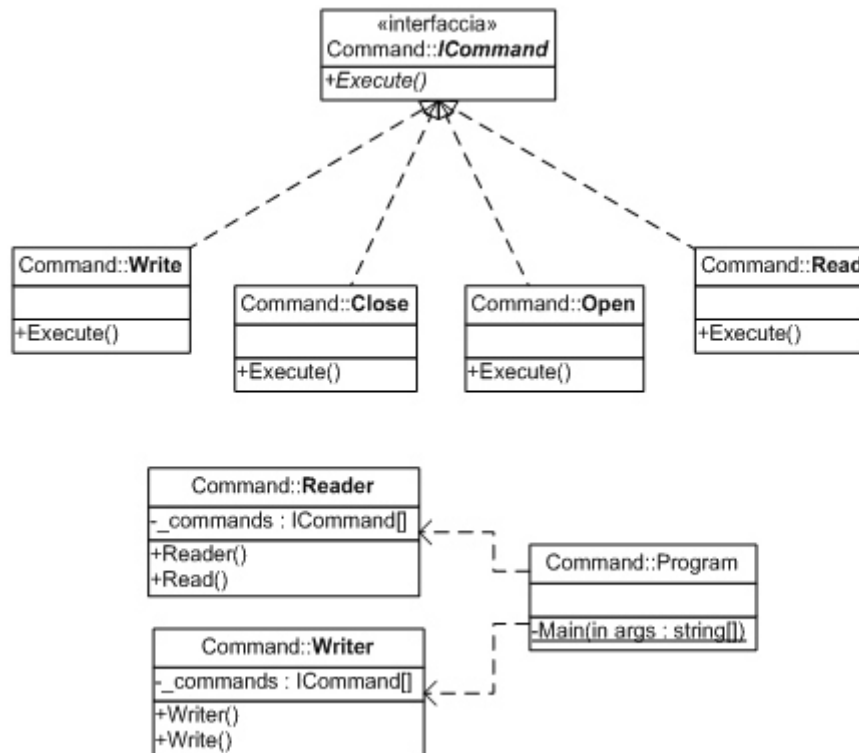 «interfaccia»
Command::ICommand
+Execute()
Command::Write
+Execute()
Command::Close
+Execute()
Command::Open
+Execute()
Command::Read
+Execute()
Command::Reader
-_commands : ICommand[]
+Reader()
+Read()
Command::Program
-Main(in args : string[])
Command::Writer
-_commands : ICommand[]
+Writer()
+Write()